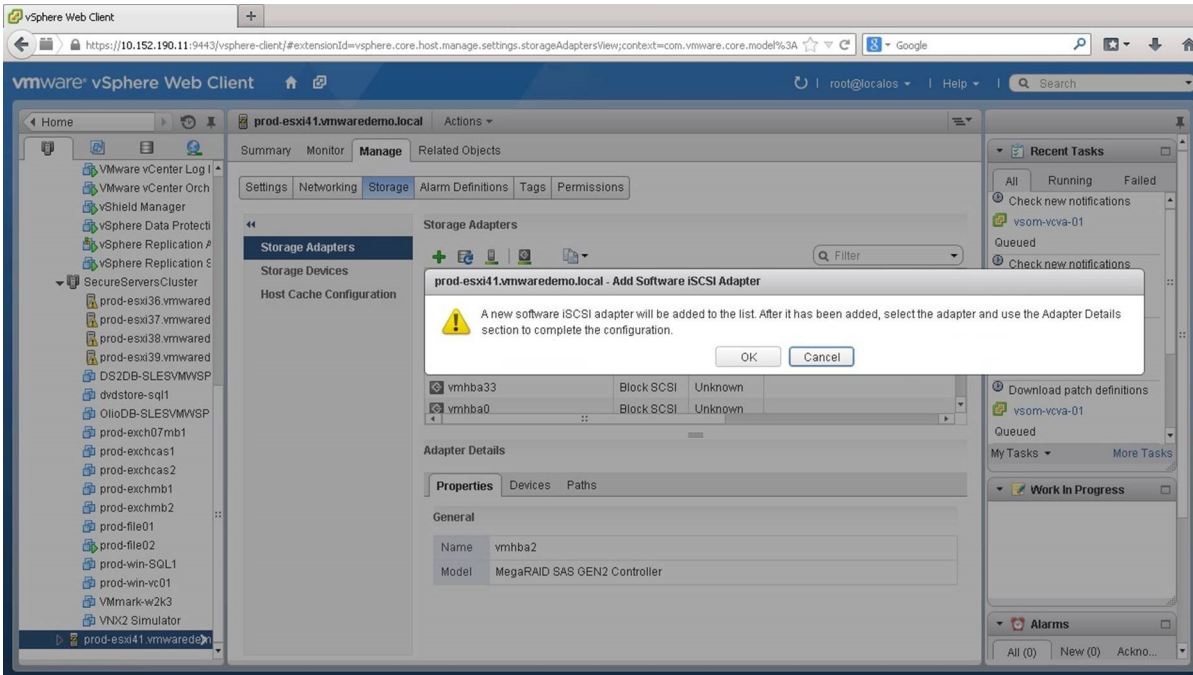 vSphere Web Client
https://10.152.190.11:9443/vsphere-client/#extensionId=vsphere.core.host.manage.settings.storageAdaptersView;context=com.vmware.core.model%3A
Google
vmware vSphere Web Client
root@localos
Help
Search
Home
prod-esxi41.vmwaredemo.local
Actions
Summary
Monitor
Manage
Related Objects
Settings
Networking
Storage
Alarm Definitions
Tags
Permissions
VMware vCenter Log I
VMware vCenter Orch
vShield Manager
vSphere Data Protecti
vSphere Replication A
vSphere Replication S
SecureServersCluster
prod-esxi36.vmwared
prod-esxi37.vmwared
prod-esxi38.vmwared
prod-esxi39.vmwared
DS2DB-SLESVMWSP
dvdstore-sql1
OlioDB-SLESVMWSP
prod-exch07mb1
prod-exchcas1
prod-exchcas2
prod-exchmb1
prod-exchmb2
prod-file01
prod-file02
prod-win-SQL1
prod-win-vc01
VMmark-w2k3
VNX2 Simulator
prod-esxi41.vmwaredem
Storage Adapters
Storage Devices
Host Cache Configuration
Storage Adapters
Filter
prod-esxi41.vmwaredemo.local - Add Software iSCSI Adapter
A new software iSCSI adapter will be added to the list. After it has been added, select the adapter and use the Adapter Details
section to complete the configuration.
OK
Cancel
vmhba33 Block SCSI Unknown
vmhba0 Block SCSI Unknown
Adapter Details
Properties
Devices
Paths
General
Name vmhba2
Model MegaRAID SAS GEN2 Controller
Recent Tasks
All
Running
Failed
Check new notifications
vsom-vcva-01
Queued
Check new notifications
Download patch definitions
vsom-vcva-01
Queued
My Tasks
More Tasks
Work In Progress
Alarms
All (0)
New (0)
Ackno...